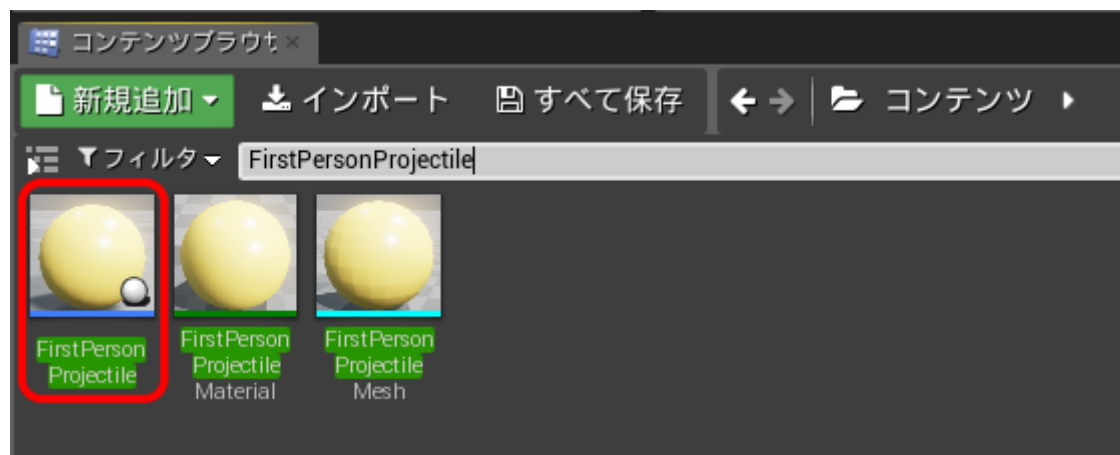 コンテンツブラウザ
新規追加 インポート すべて保存 コンテンツ
フィルタ FirstPersonProjectile
FirstPerson
Projectile
FirstPerson
Projectile
Material
FirstPerson
Projectile
Mesh